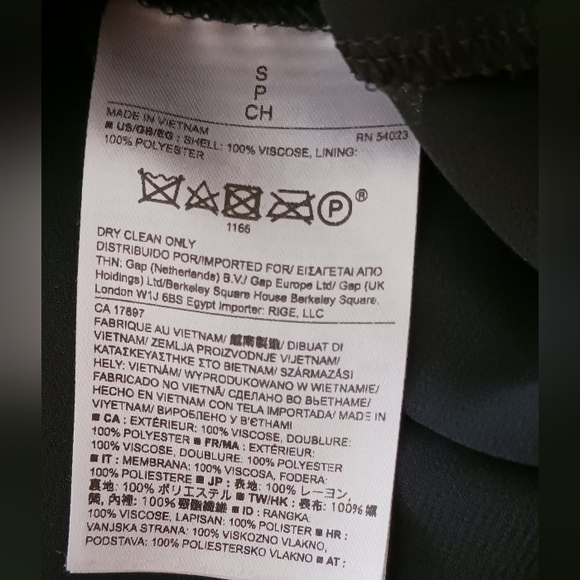 S
P
CH
MADE IN VIETNAM
RN 54023
■ US/GB/EG : SHELL: 100% VISCOSE, LINING:
100% POLYESTER
P ®
1166
DRY CLEAN ONLY
DISTRIBUIDO POR/IMPORTED FOR/ ΕΙΣΑΓΕΤΑΙ ΑΠΟ
THN: Gap (Netherlands) B.V./ Gap Europe Ltd/ Gap (UK
Holdings) Ltd/Berkeley Square House Berkeley Square,
London W1J 6BS Egypt Importer: RIGE, LLC
CA 17897
FABRIQUE AU VIETNAM/ 越南製造/ DIBUAT DI
VIETNAM/ ZEMLJA PROIZVODNJE VIJETNAM/
ΚΑΤΑΣΚΕΥΑΣΤΗΚΕ ΣΤΟ ΒΙΕΤΝΑΜ/ SZÁRMAZÁSI
HELY: VIETNÁM/ WYPRODUKOWANO W WIETNAMIE/
FABRICADO NO VIETNÃ/ СДЕЛАНО ВО ВЬЕТНАМЕ/
HECHO EN VIETNAM CON TELA IMPORTADA/ MADE IN
VIYETNAM/ ВИРОБЛЕНО У В'ЄТНАМІ
■ CA : EXTÉRIEUR: 100% VISCOSE, DOUBLURE:
100% POLYESTER ■ FR/MA : EXTÉRIEUR:
100% VISCOSE, DOUBLURE: 100% POLYESTER
■ IT : MEMBRANA: 100% VISCOSA, FODERA:
100% POLIESTERE ■ JP : 表地: 100% レーヨン,
裏地: 100% ポリエステル ■ TW/HK : 表布: 100% 嫘
縈, 內裡: 100% 聚酯纖維 ■ ID : RANGKA:
100% VISCOSE, LAPISAN: 100% POLISTER ■ HR :
VANJSKA STRANA: 100% VISKOZNO VLAKNO,
PODSTAVA: 100% POLIESTERSKO VLAKNO ■ AT :